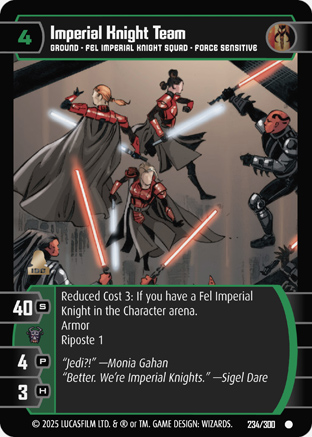 4
Imperial Knight Team
GROUND • FEL IMPERIAL KNIGHT SQUAD • FORCE SENSITIVE
40 S
Reduced Cost 3: If you have a Fel Imperial
Knight in the Character arena.
Armor
Riposte 1
4 P
“Jedi?!” —Monia Gahan
“Better. We’re Imperial Knights.” —Sigel Dare
3 H
© 2025 LUCASFILM LTD. & ® or TM. GAME DESIGN: WIZARDS.
234/300